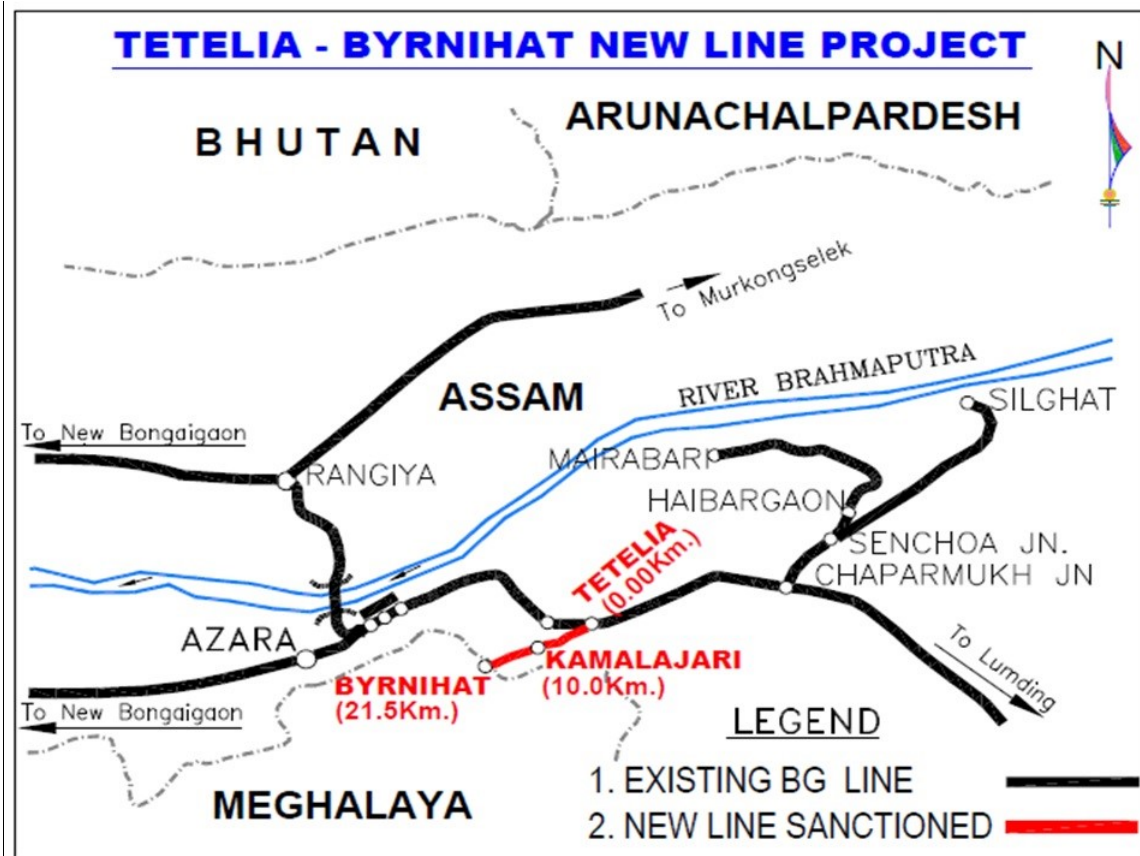 TETELIA - BYRNIHAT NEW LINE PROJECT
N
BHUTAN
ARUNACHALPARDESH
To Murkongselek
ASSAM
RIVER BRAHMAPUTRA
SILGHAT
To New Bongaigaon
RANGIYA
MAIRABARI
HAIBARGAON
SENCHOA JN.
CHAPARMUKH JN
TETELIA
(0.00Km.)
AZARA
KAMALAJARI
(10.0Km.)
BYRNIHAT
(21.5Km.)
To Lumding
To New Bongaigaon
MEGHALAYA
LEGEND
1. EXISTING BG LINE
2. NEW LINE SANCTIONED